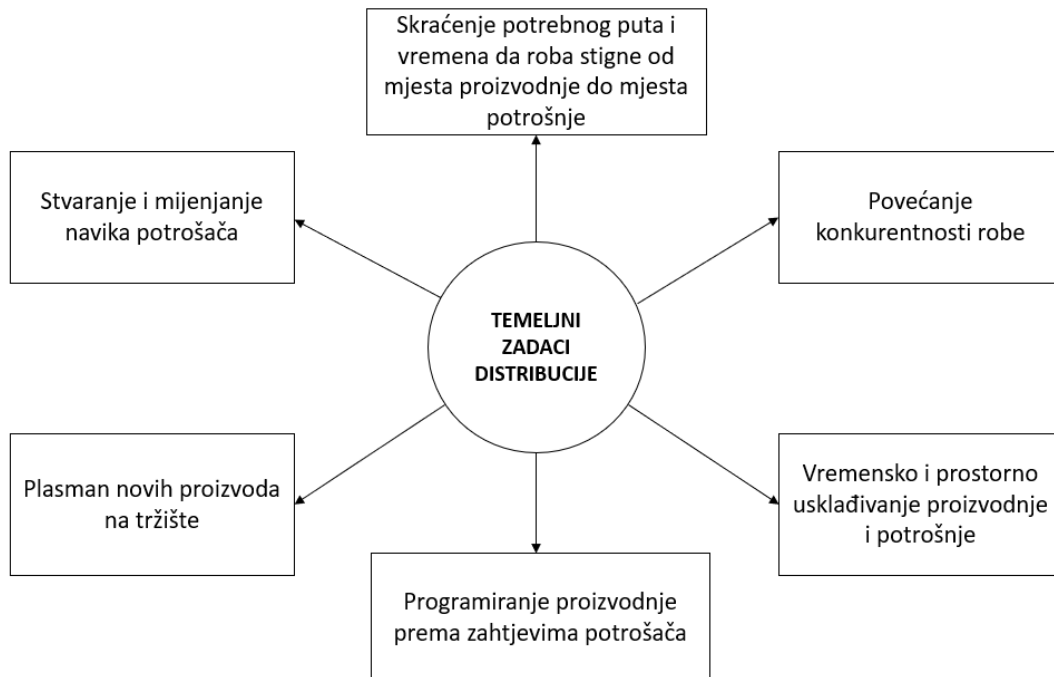 Skraćenje potrebnog puta i
vremena da roba stigne od
mjesta proizvodnje do mjesta
potrošnje
Stvaranje i mijenjanje
navika potrošača
Povećanje
konkurentnosti robe
TEMELJNI
ZADACI
DISTRIBUCIJE
Plasman novih proizvoda
na tržište
Vremensko i prostorno
usklađivanje proizvodnje
i potrošnje
Programiranje proizvodnje
prema zahtjevima potrošača